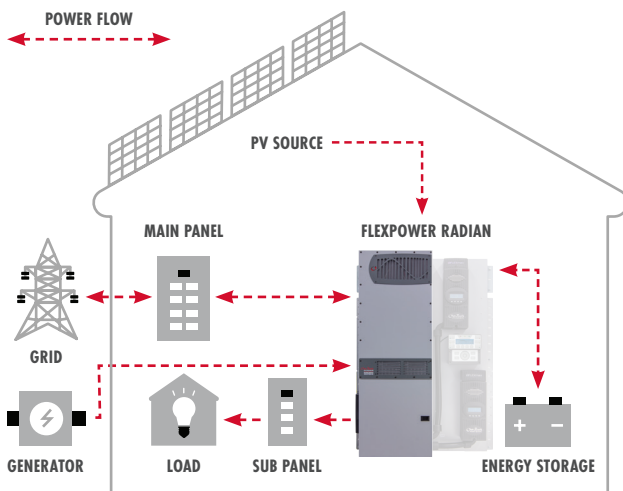 POWER FLOW
PV SOURCE
MAIN PANEL
FLEXPOWER RADIAN
GRID
GENERATOR
LOAD
SUB PANEL
ENERGY STORAGE
+ −